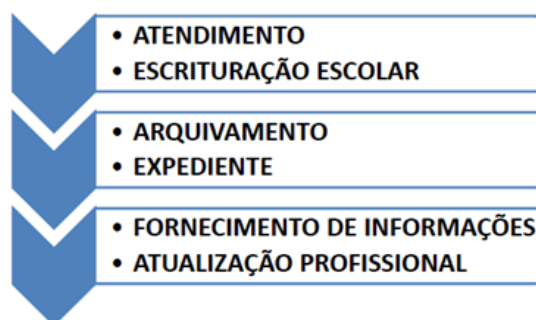 • ATENDIMENTO
• ESCRITURAÇÃO ESCOLAR
• ARQUIVAMENTO
• EXPEDIENTE
• FORNECIMENTO DE INFORMAÇÕES
• ATUALIZAÇÃO PROFISSIONAL